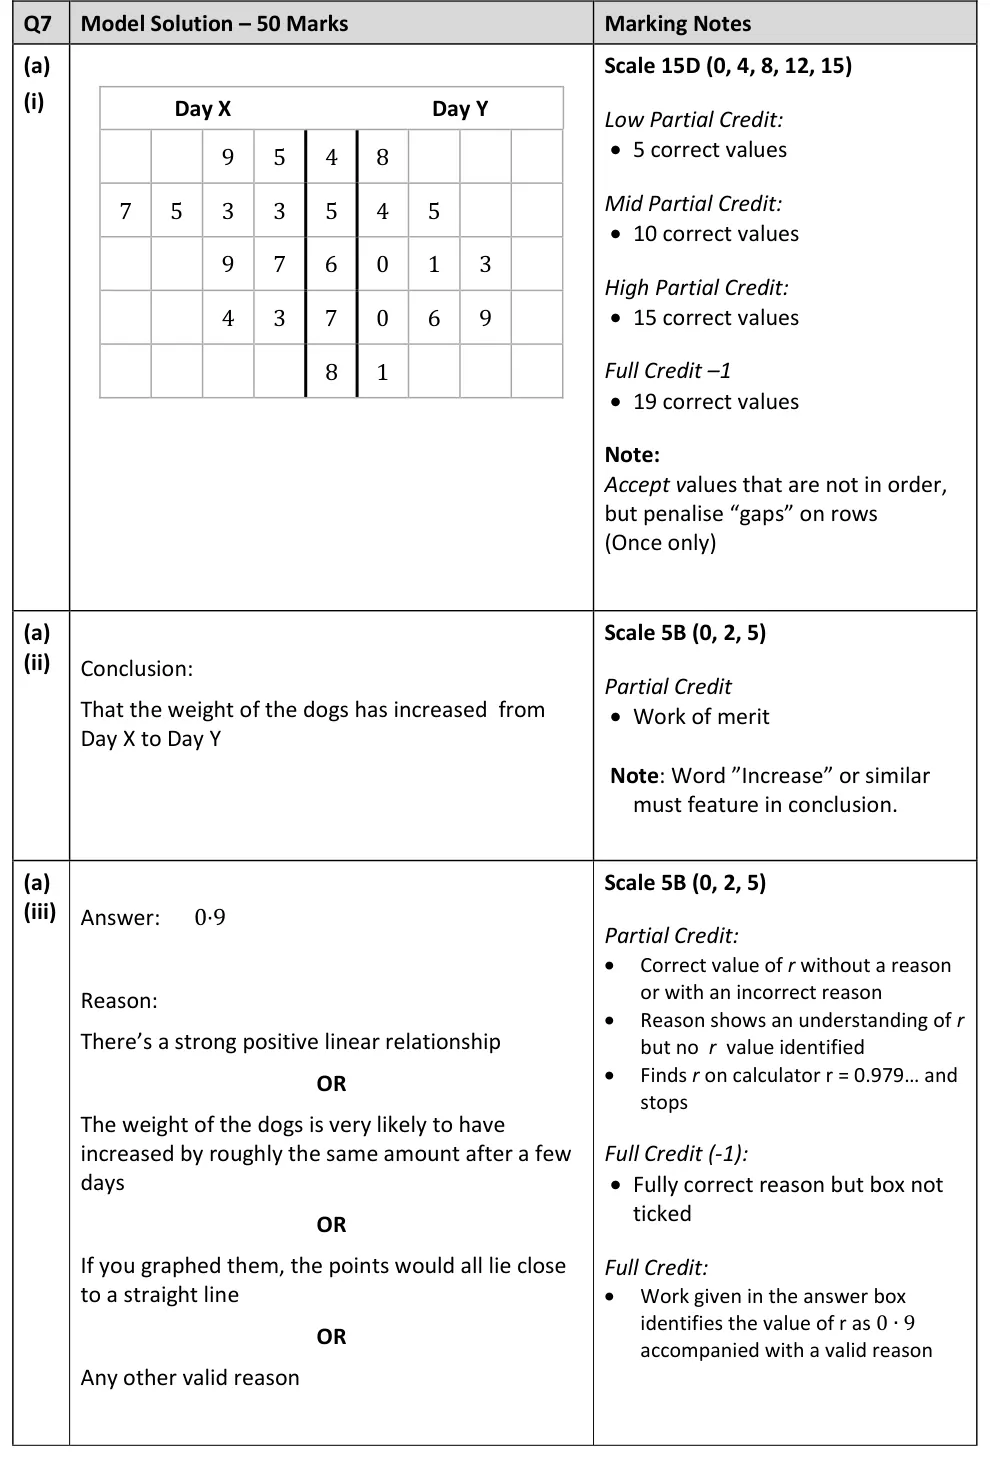 Q7 Model Solution – 50 Marks Marking Notes
(a)
(i)
Day X Day Y
9 5 4 8
7 5 3 3 5 4 5
9 7 6 0 1 3
4 3 7 0 6 9
8 1
Scale 15D (0, 4, 8, 12, 15)
Low Partial Credit:
• 5 correct values
Mid Partial Credit:
• 10 correct values
High Partial Credit:
• 15 correct values
Full Credit –1
• 19 correct values
Note:
Accept values that are not in order,
but penalise “gaps” on rows
(Once only)
(a)
(ii)
Conclusion:
That the weight of the dogs has increased from
Day X to Day Y
Scale 5B (0, 2, 5)
Partial Credit
• Work of merit
Note: Word ”Increase” or similar
must feature in conclusion.
(a)
(iii)
Answer: 0·9
Reason:
There’s a strong positive linear relationship
OR
The weight of the dogs is very likely to have
increased by roughly the same amount after a few
days
OR
If you graphed them, the points would all lie close
to a straight line
OR
Any other valid reason
Scale 5B (0, 2, 5)
Partial Credit:
• Correct value of r without a reason
or with an incorrect reason
• Reason shows an understanding of r
but no r value identified
• Finds r on calculator r = 0.979… and
stops
Full Credit (-1):
• Fully correct reason but box not
ticked
Full Credit:
• Work given in the answer box
identifies the value of r as 0 · 9
accompanied with a valid reason